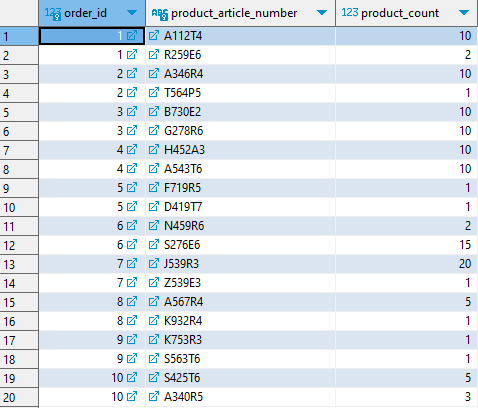 123 order_id ABC product_article_number 123 product_count
1 1 A112T4 10
2 1 R259E6 2
3 2 A346R4 10
4 2 T564P5 1
5 3 B730E2 10
6 3 G278R6 10
7 4 H452A3 10
8 4 A543T6 10
9 5 F719R5 1
10 5 D419T7 1
11 6 N459R6 2
12 6 S276E6 15
13 7 J539R3 20
14 7 Z539E3 1
15 8 A567R4 5
16 8 K932R4 1
17 9 K753R3 1
18 9 S563T6 1
19 10 S425T6 5
20 10 A340R5 3